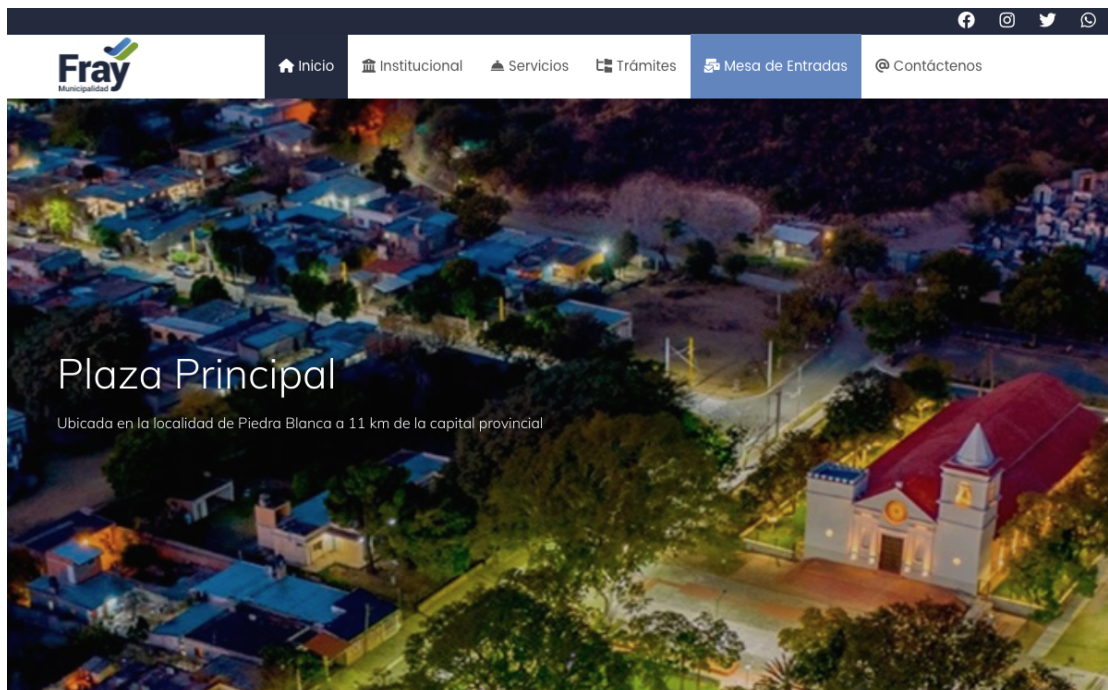 Fray
Municipalidad
Inicio
Institucional
Servicios
Trámites
Mesa de Entradas
Contáctenos
Plaza Principal
Ubicada en la localidad de Piedra Blanca a 11 km de la capital provincial